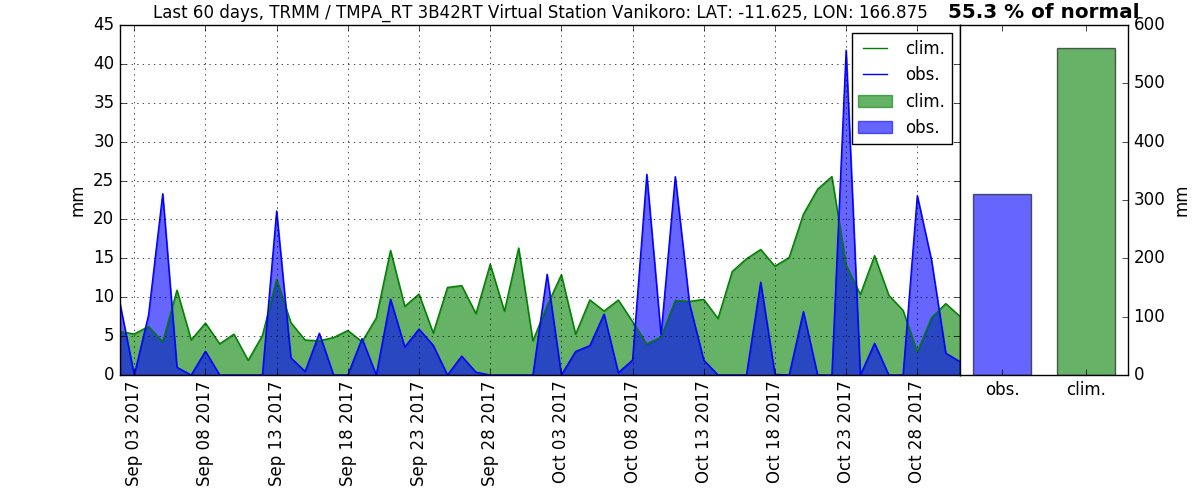 Last 60 days, TRMM / TMPA_RT 3B42RT Virtual Station Vanikoro: LAT: -11.625, LON: 166.875
55.3 % of normal
45
40
35
30
25
20
15
10
5
0
mm
clim.
obs.
clim.
obs.
Sep 03 2017
Sep 08 2017
Sep 13 2017
Sep 18 2017
Sep 23 2017
Sep 28 2017
Oct 03 2017
Oct 08 2017
Oct 13 2017
Oct 18 2017
Oct 23 2017
Oct 28 2017
600
500
400
300
200
100
0
mm
obs.
clim.